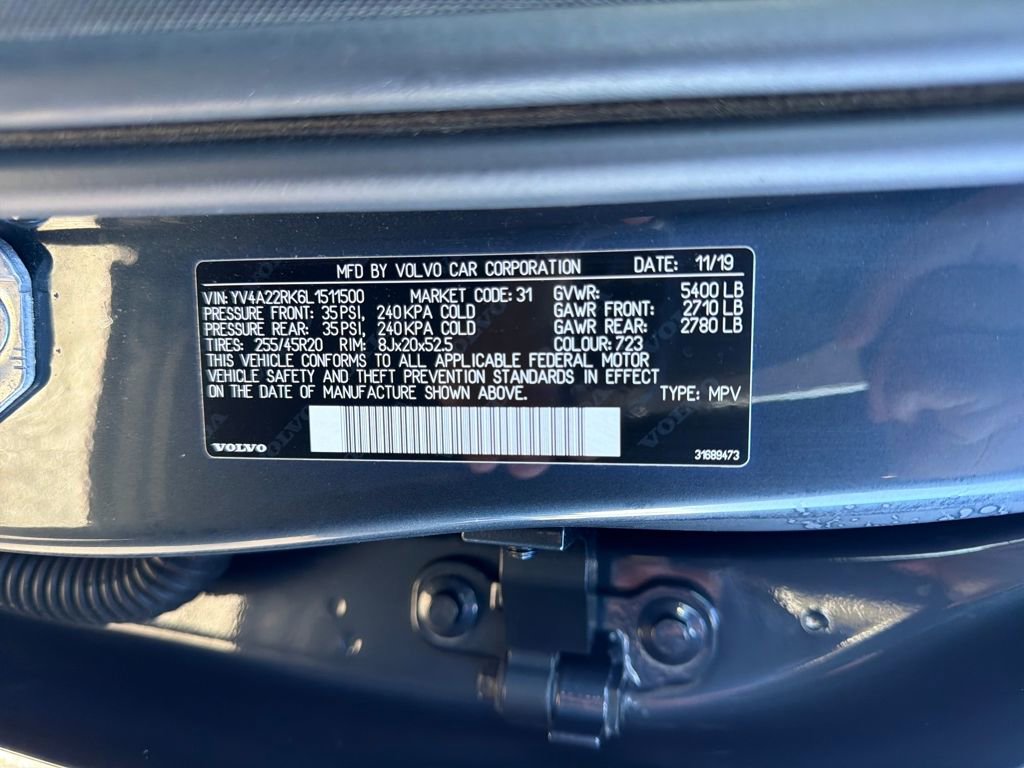 MFD BY VOLVO CAR CORPORATION DATE: 11/19
VIN: YV4A22RK6L1511500 MARKET CODE: 31 GVWR: 5400 LB
PRESSURE FRONT: 35 PSI, 240 KPA COLD GAWR FRONT: 2710 LB
PRESSURE REAR: 35 PSI, 240 KPA COLD GAWR REAR: 2780 LB
TIRES: 255/45R20 RIM: 8Jx20x52.5 COLOUR: 723
THIS VEHICLE CONFORMS TO ALL APPLICABLE FEDERAL MOTOR
VEHICLE SAFETY AND THEFT PREVENTION STANDARDS IN EFFECT
ON THE DATE OF MANUFACTURE SHOWN ABOVE. TYPE: MPV
VOLVO 31689473